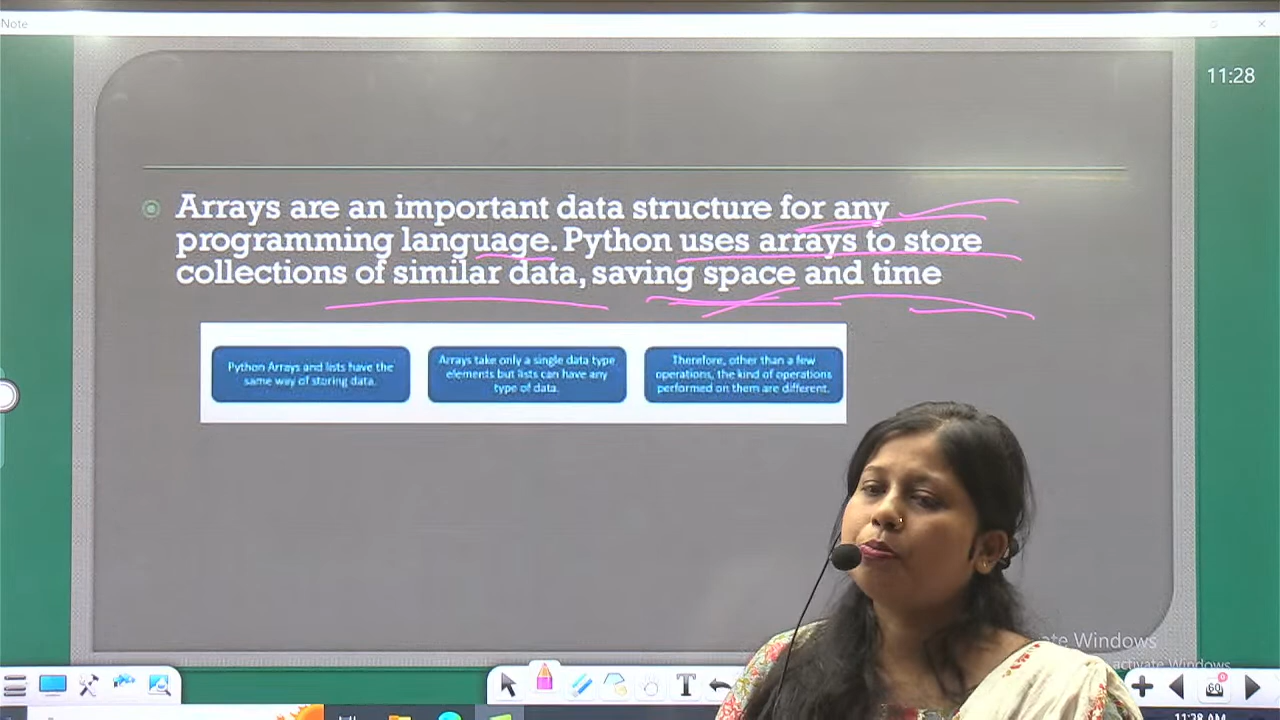 Note
11:28
Arrays are an important data structure for any
programming language. Python uses arrays to store
collections of similar data, saving space and time
Python Arrays and lists have the
same way of storing data.
Arrays take only a single data type
elements but lists can have any
type of data.
Therefore, other than a few
operations, the kind of operations
performed on them are different.
te Windows
activate Windows
T
60
11:28 AM